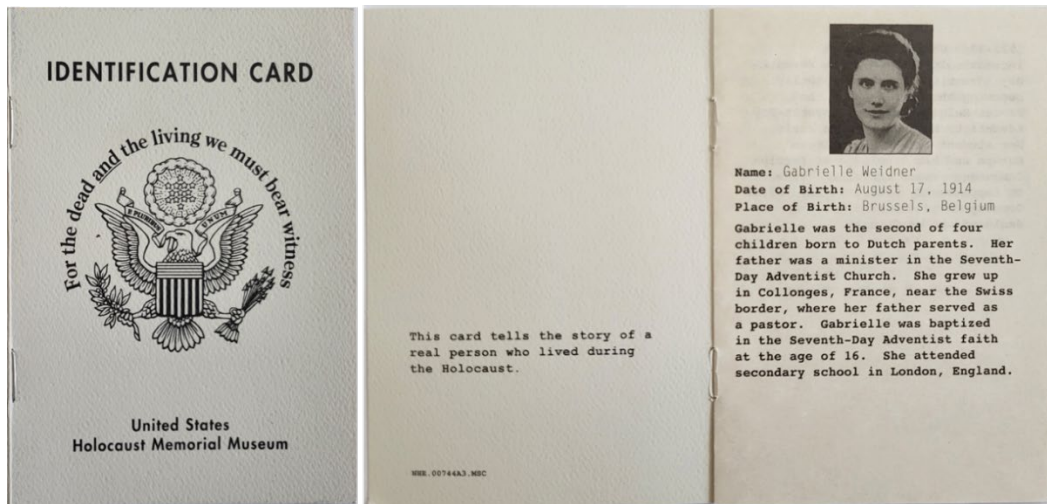 IDENTIFICATION CARD
For the dead and the living we must bear witness
E PLURIBUS UNUM
United States
Holocaust Memorial Museum
This card tells the story of a
real person who lived during
the Holocaust.
Name: Gabrielle Weidner
Date of Birth: August 17, 1914
Place of Birth: Brussels, Belgium
Gabrielle was the second of four
children born to Dutch parents. Her
father was a minister in the Seventh-
Day Adventist Church. She grew up
in Collonges, France, near the Swiss
border, where her father served as
a pastor. Gabrielle was baptized
in the Seventh-Day Adventist faith
at the age of 16. She attended
secondary school in London, England.